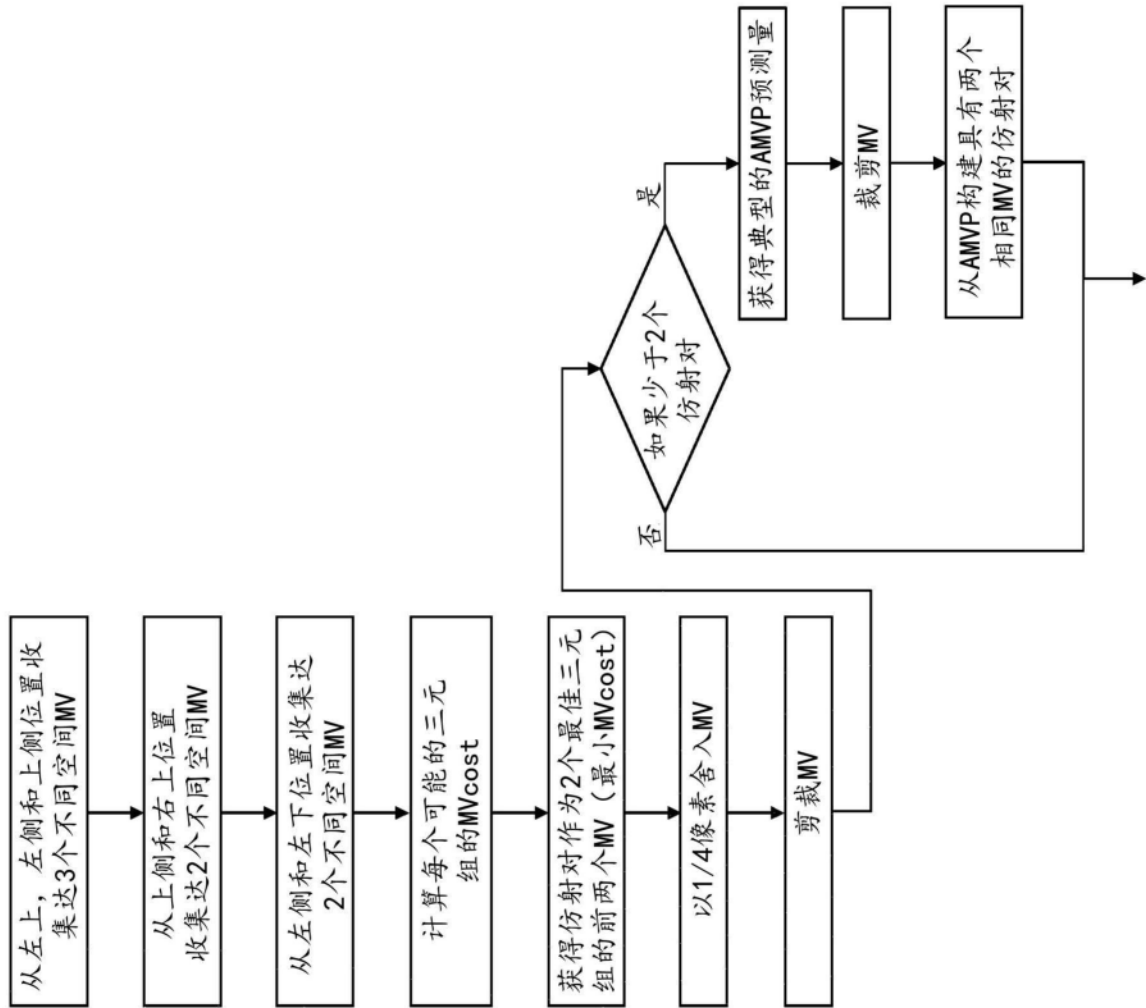 从左上，左侧和上侧位置收
集达3个不同空间MV
从上侧和右上位置
收集达2个不同空间MV
从左侧和左下位置收集达
2个不同空间MV
计算每个可能的三元
组的MVcost
获得仿射对作为2个最佳三元
组的前两个MV（最小MVcost）
以1/4像素舍入MV
剪裁MV
如果少于2个
仿射对
否
是
获得典型的AMVP预测量
裁剪MV
从AMVP构建具有两个
相同MV的仿射对